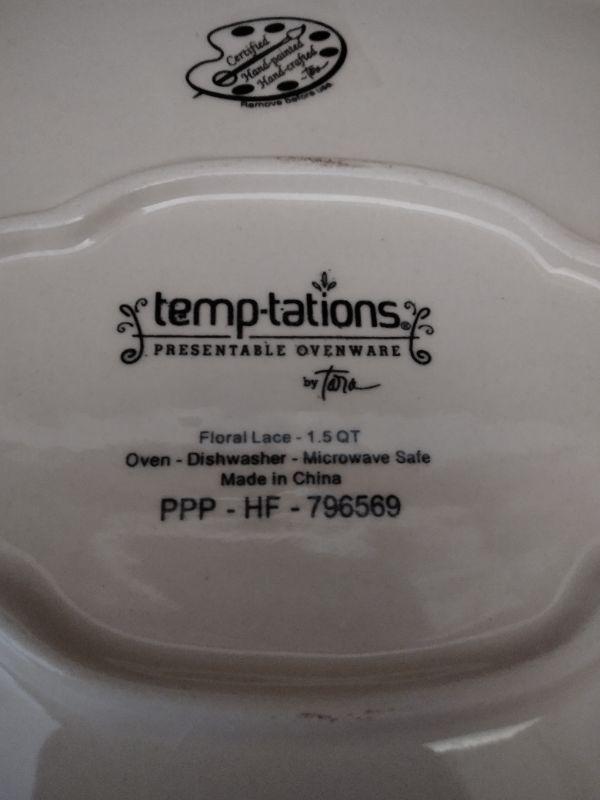 Certified
Hand-painted
Hand-crafted
-Tara
Remove before use.
temp-tations®
PRESENTABLE OVENWARE
by Tara
Floral Lace - 1.5 QT
Oven - Dishwasher - Microwave Safe
Made in China
PPP - HF - 796569